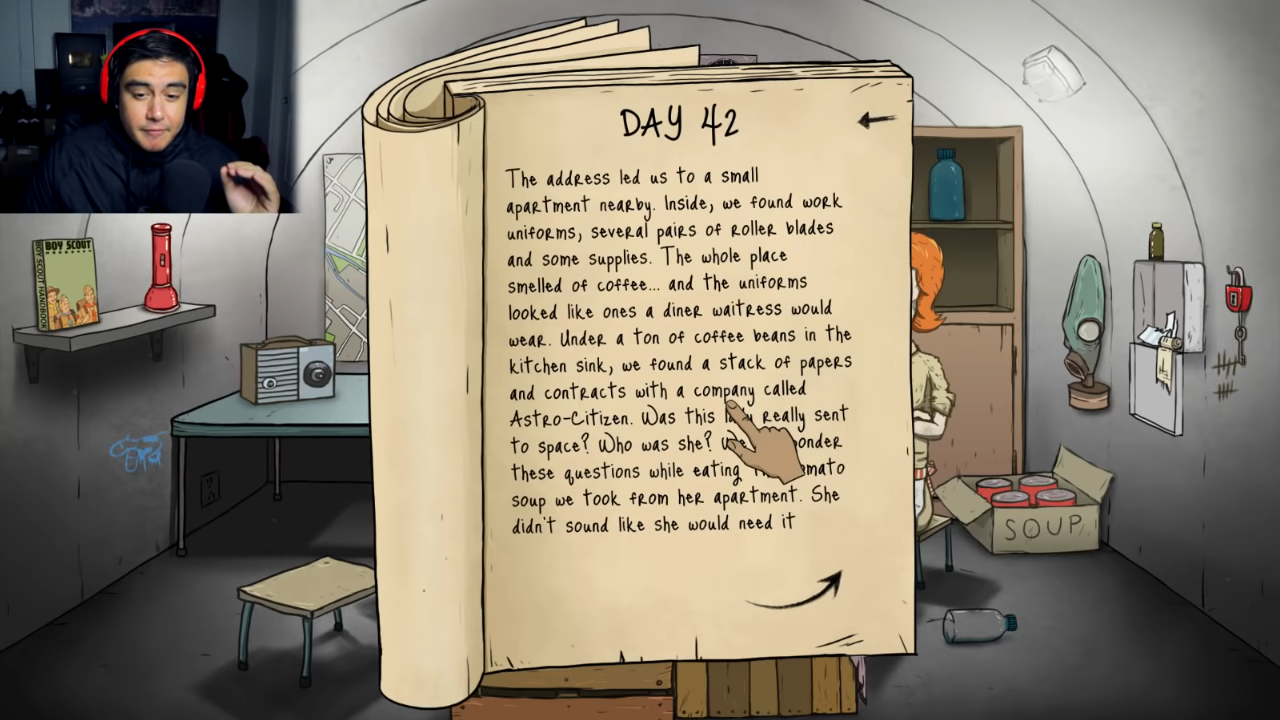 DAY 42
The address led us to a small
apartment nearby. Inside, we found work
uniforms, several pairs of roller blades
and some supplies. The whole place
smelled of coffee... and the uniforms
looked like ones a diner waitress would
wear. Under a ton of coffee beans in the
kitchen sink, we found a stack of papers
and contracts with a company called
Astro-Citizen. Was this really sent
to space? Who was she?
these questions while eating
soup we took from her apartment. She
didn't sound like she would need it
BOY SCOUT
BOY SCOUT HANDBOOK
SOUP